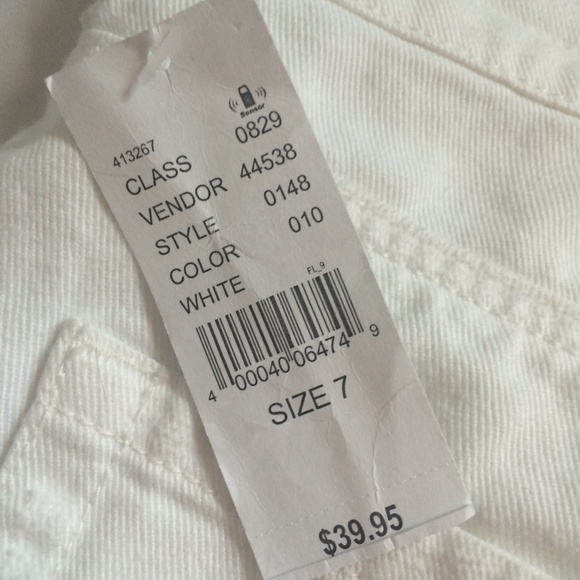 Sensor
413267
CLASS 0829
VENDOR 44538
STYLE 0148
COLOR 010
WHITE
FL_9
4 00040 06474 9
SIZE 7
$39.95